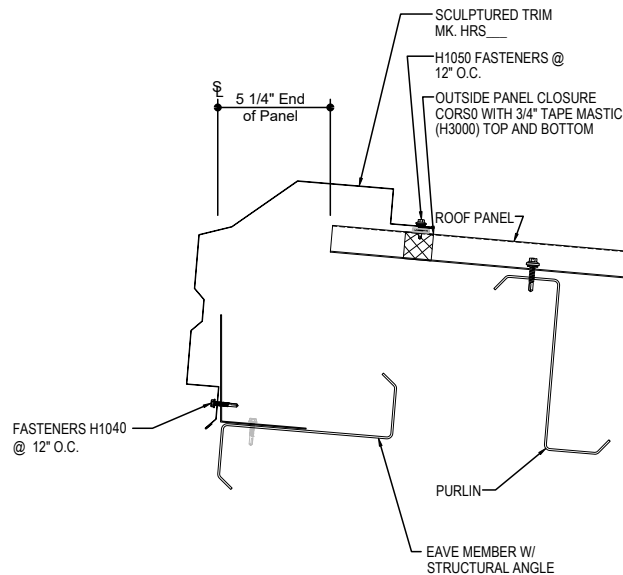 SCULPTURED TRIM
MK. HRS___
H1050 FASTENERS @
12" O.C.
SL
5 1/4" End
of Panel
OUTSIDE PANEL CLOSURE
CORS0 WITH 3/4" TAPE MASTIC
(H3000) TOP AND BOTTOM
ROOF PANEL
FASTENERS H1040
@ 12" O.C.
PURLIN
EAVE MEMBER W/
STRUCTURAL ANGLE